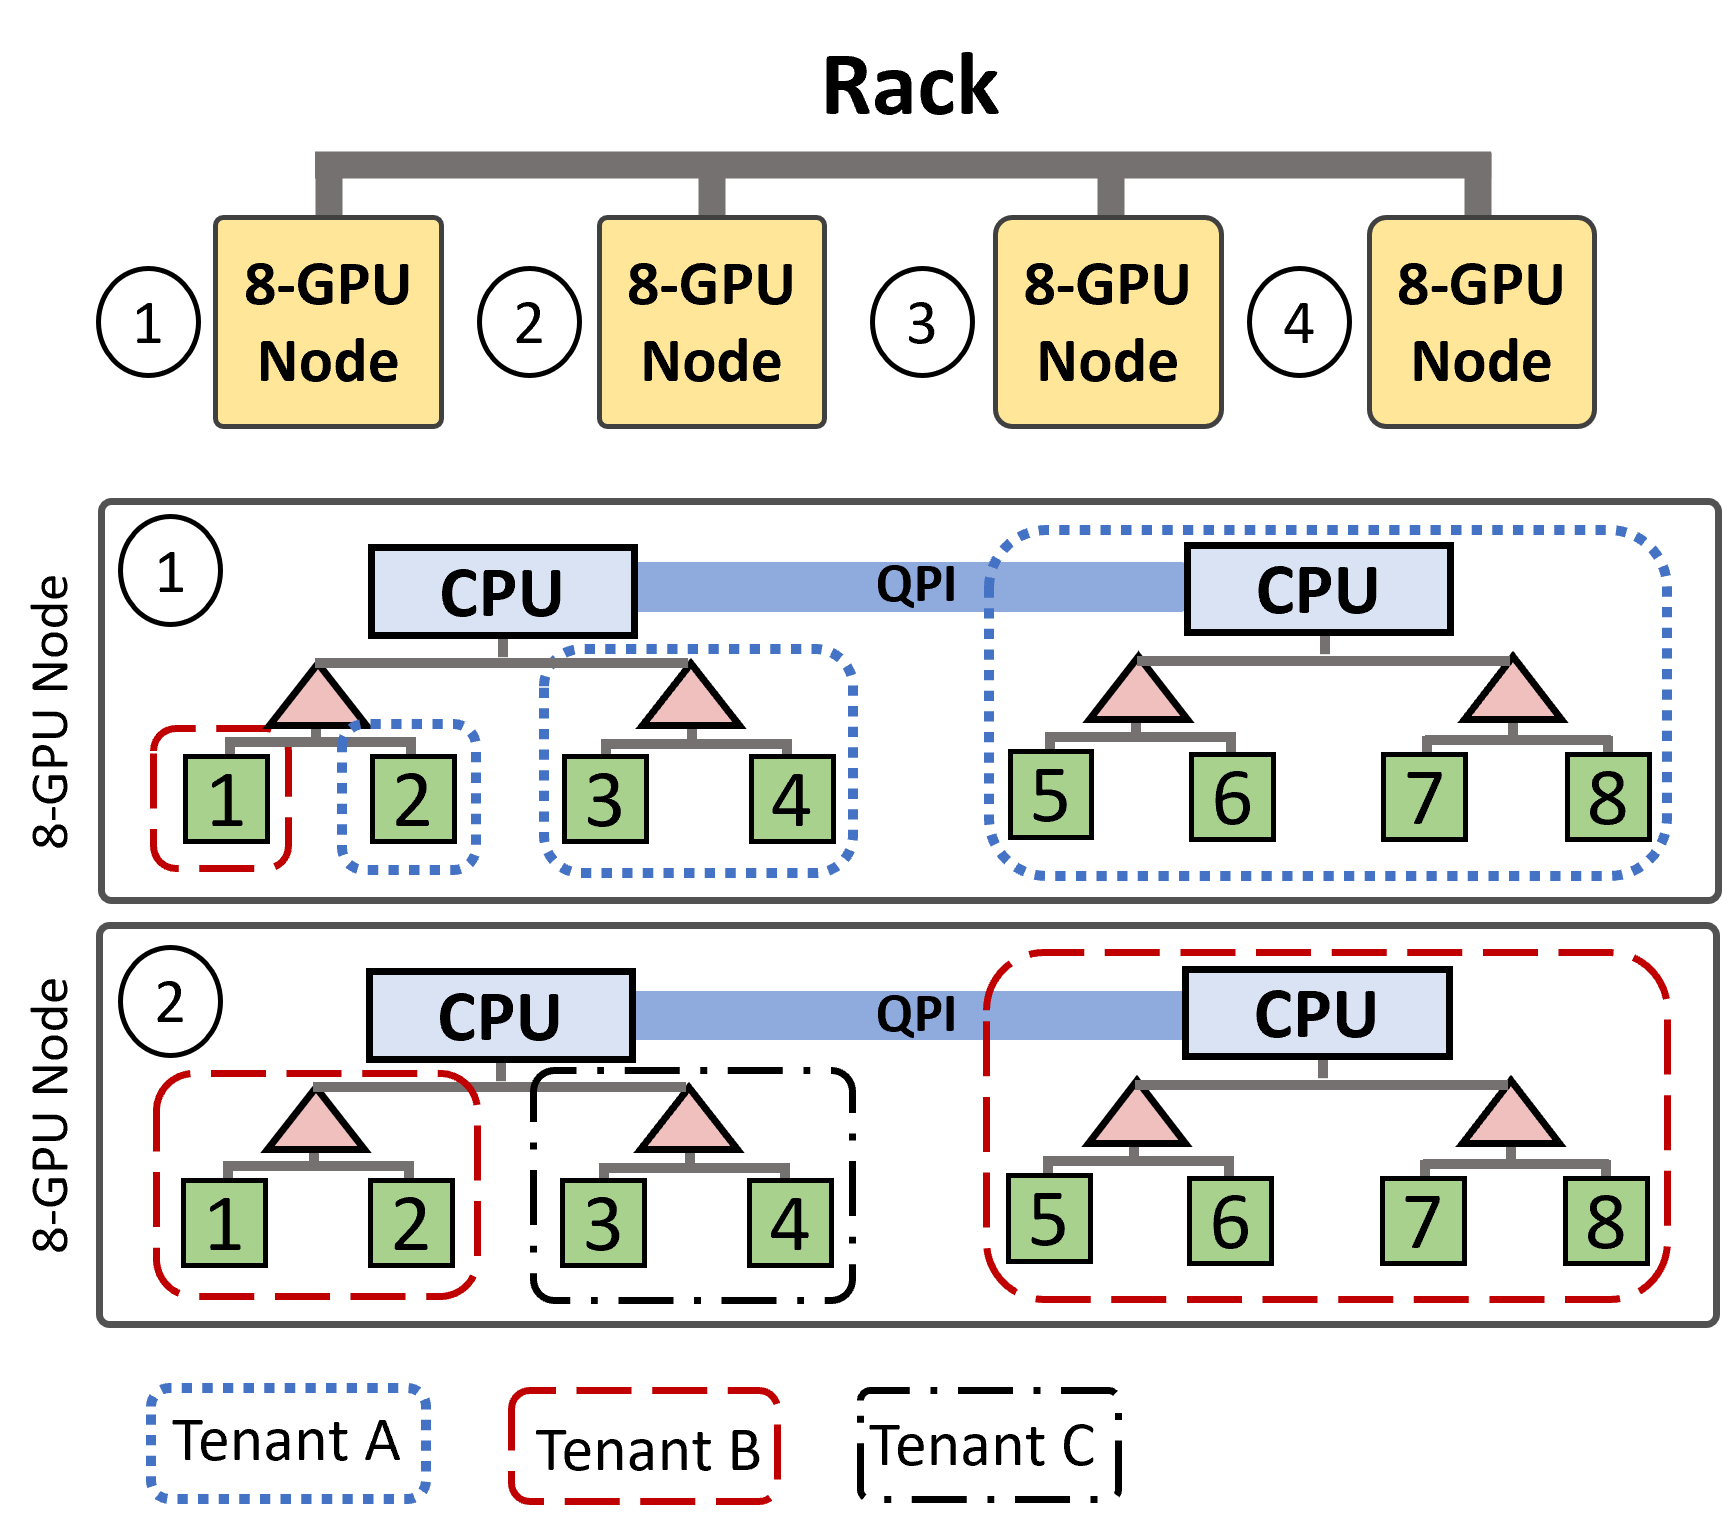 Rack
1
8-GPU
Node
2
8-GPU
Node
3
8-GPU
Node
4
8-GPU
Node
8-GPU Node
1
CPU
QPI
CPU
1
2
3
4
5
6
7
8
8-GPU Node
2
CPU
QPI
CPU
1
2
3
4
5
6
7
8
Tenant A
Tenant B
Tenant C